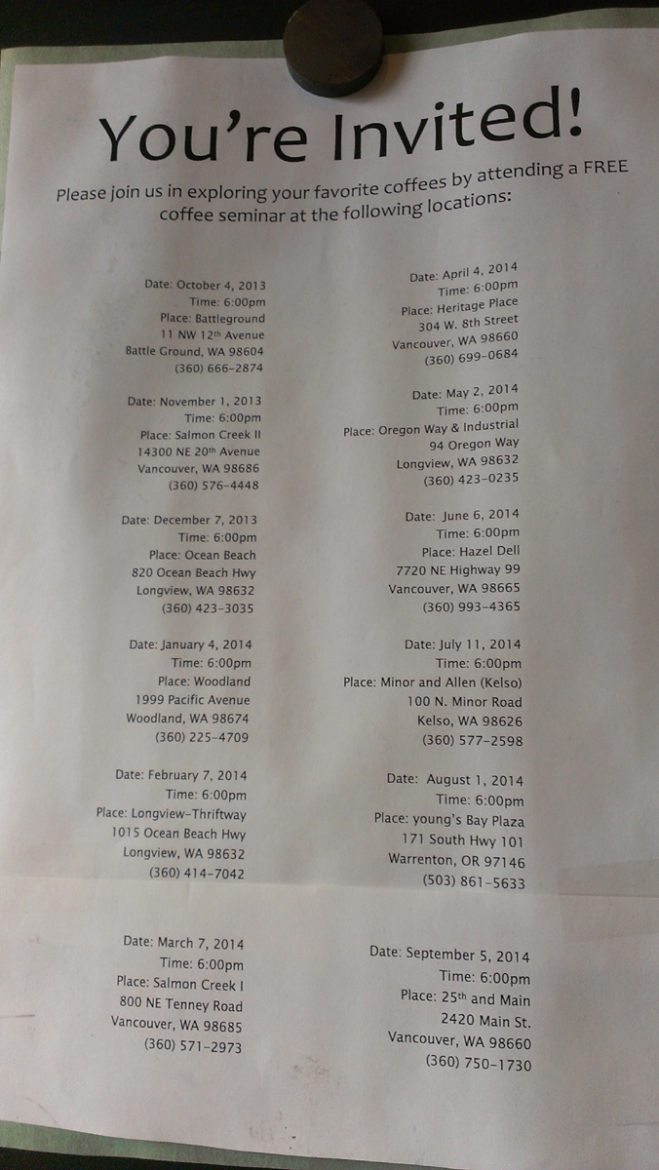 You're Invited!
Please join us in exploring your favorite coffees by attending a FREE
coffee seminar at the following locations:
Date: October 4, 2013
Time: 6:00pm
Place: Battleground
11 NW 12th Avenue
Battle Ground, WA 98604
(360) 666-2874
Date: November 1, 2013
Time: 6:00pm
Place: Salmon Creek II
14300 NE 20th Avenue
Vancouver, WA 98686
(360) 576-4448
Date: December 7, 2013
Time: 6:00pm
Place: Ocean Beach
820 Ocean Beach Hwy
Longview, WA 98632
(360) 423-3035
Date: January 4, 2014
Time: 6:00pm
Place: Woodland
1999 Pacific Avenue
Woodland, WA 98674
(360) 225-4709
Date: February 7, 2014
Time: 6:00pm
Place: Longview-Thriftway
1015 Ocean Beach Hwy
Longview, WA 98632
(360) 414-7042
Date: March 7, 2014
Time: 6:00pm
Place: Salmon Creek I
800 NE Tenney Road
Vancouver, WA 98685
(360) 571-2973
Date: April 4, 2014
Time: 6:00pm
Place: Heritage Place
304 W. 8th Street
Vancouver, WA 98660
(360) 699-0684
Date: May 2, 2014
Time: 6:00pm
Place: Oregon Way & Industrial
94 Oregon Way
Longview, WA 98632
(360) 423-0235
Date: June 6, 2014
Time: 6:00pm
Place: Hazel Dell
7720 NE Highway 99
Vancouver, WA 98665
(360) 993-4365
Date: July 11, 2014
Time: 6:00pm
Place: Minor and Allen (Kelso)
100 N. Minor Road
Kelso, WA 98626
(360) 577-2598
Date: August 1, 2014
Time: 6:00pm
Place: young's Bay Plaza
171 South Hwy 101
Warrenton, OR 97146
(503) 861-5633
Date: September 5, 2014
Time: 6:00pm
Place: 25th and Main
2420 Main St.
Vancouver, WA 98660
(360) 750-1730